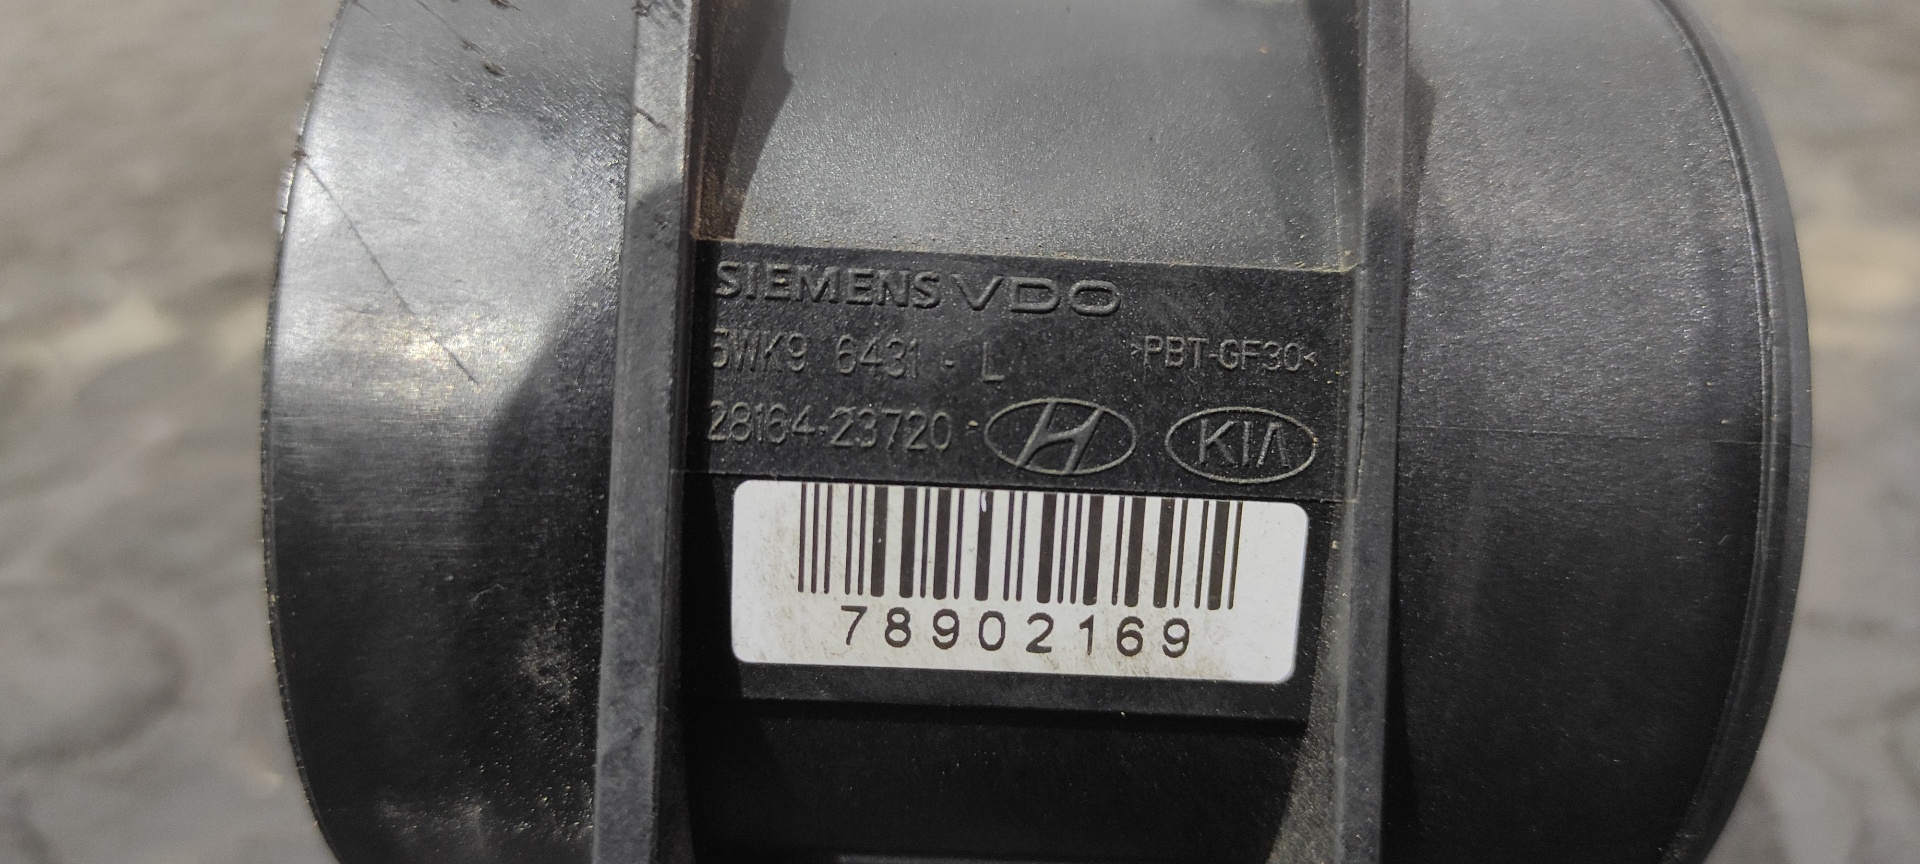 SIEMENS VDO
5WK9 6431 - L >PBT-GF30<
28164-23720 H KIA
78902169